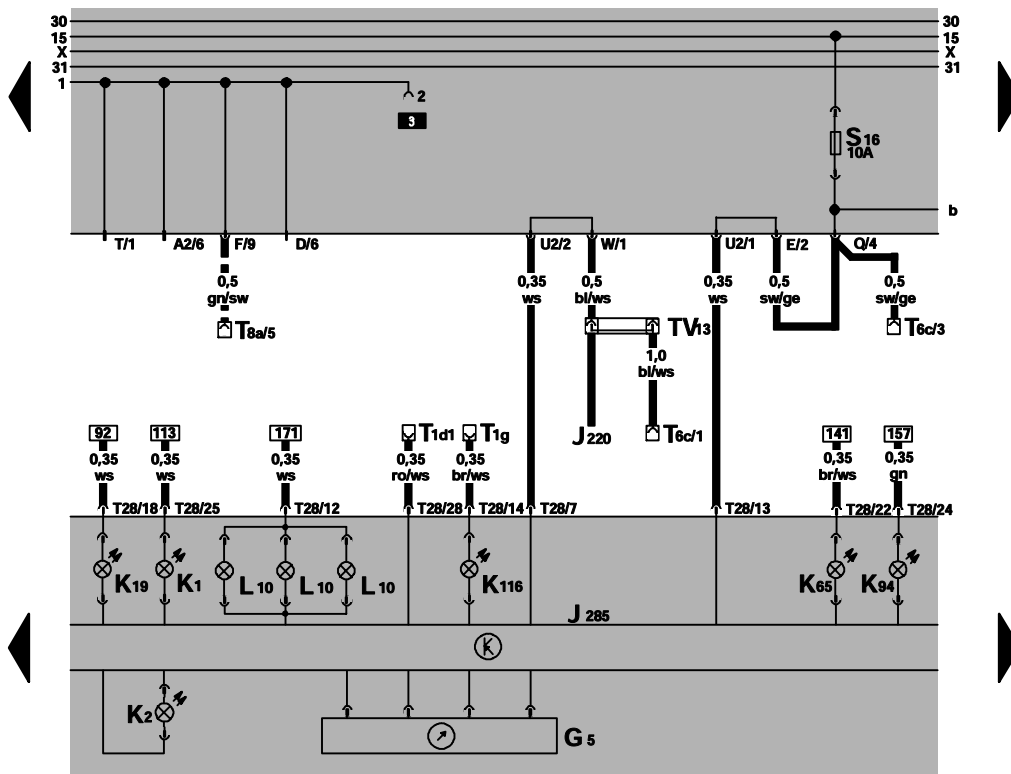 30 30
15 15
X X
31 31
1
2
3
S16
10A
b
T/1 A2/6 F/9 D/6 U2/2 W/1 U2/1 E/2 Q/4
0,5 0,35 0,5 0,35 0,5 0,5
gn/sw ws bl/ws ws sw/ge sw/ge
T8a/5 TV13 T6c/3
1,0
bl/ws
92 113 171 T1d1 T1g J220 T6c/1 141 157
0,35 0,35 0,35 0,35 0,35 0,35 0,35
ws ws ws ro/ws br/ws br/ws gn
T28/18 T28/25 T28/12 T28/28 T28/14 T28/7 T28/13 T28/22 T28/24
K19 K1 L10 L10 L10 K116 K65 K94
J285
K
K2
G5